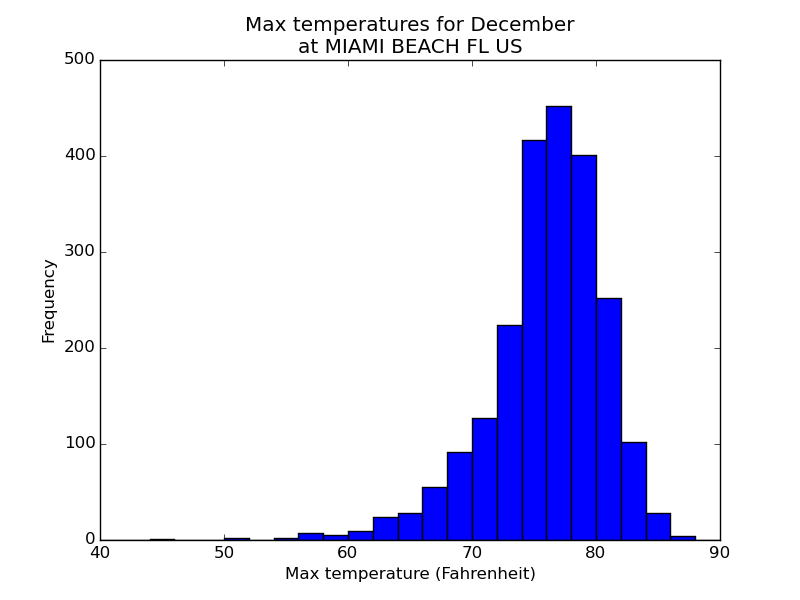 Max temperatures for December
at MIAMI BEACH FL US
500
400
300
200
100
0
Frequency
40 50 60 70 80 90
Max temperature (Fahrenheit)